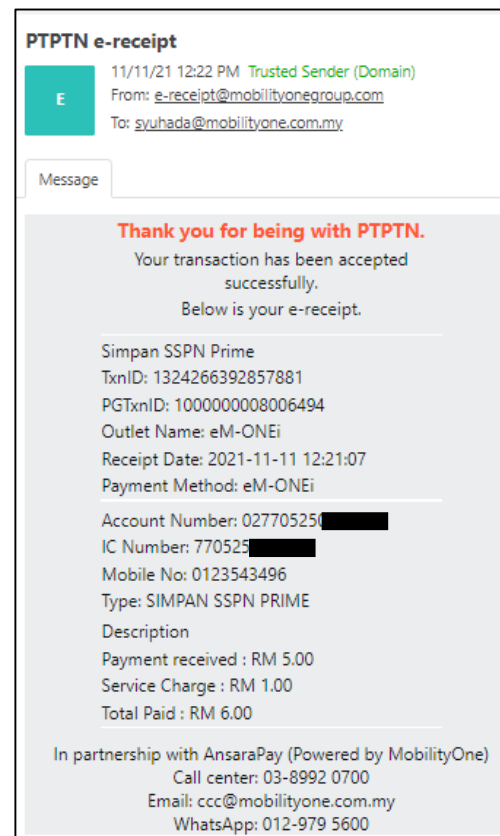 PTPTN e-receipt
11/11/21 12:22 PM Trusted Sender (Domain)
E
From: e-receipt@mobilityonegroup.com
To: syuhada@mobilityone.com.my
Message
Thank you for being with PTPTN.
Your transaction has been accepted
successfully.
Below is your e-receipt.
Simpan SSPN Prime
TxnID: 1324266392857881
PGTxnID: 1000000008006494
Outlet Name: eM-ONEi
Receipt Date: 2021-11-11 12:21:07
Payment Method: eM-ONEi
Account Number: 027705250
IC Number: 770525
Mobile No: 0123543496
Type: SIMPAN SSPN PRIME
Description
Payment received : RM 5.00
Service Charge : RM 1.00
Total Paid : RM 6.00
In partnership with AnsaraPay (Powered by MobilityOne)
Call center: 03-8992 0700
Email: ccc@mobilityone.com.my
WhatsApp: 012-979 5600